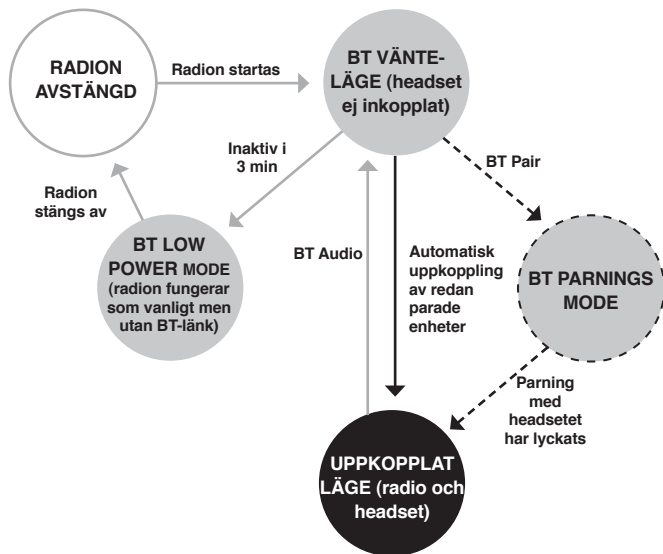 RADION
AVSTÄNGD
Radion startas
BT VÄNTE-
LÄGE (headset
ej inkopplat)
Inaktiv i
3 min
BT Pair
Radion
stängs av
BT LOW
POWER MODE
(radion fungerar
som vanligt men
utan BT-länk)
BT Audio
Automatisk
uppkoppling
av redan
parade
enheter
BT PARNINGS
MODE
Parning
med
headsetet
har lyckats
UPPKOPPLAT
LÄGE (radio och
headset)